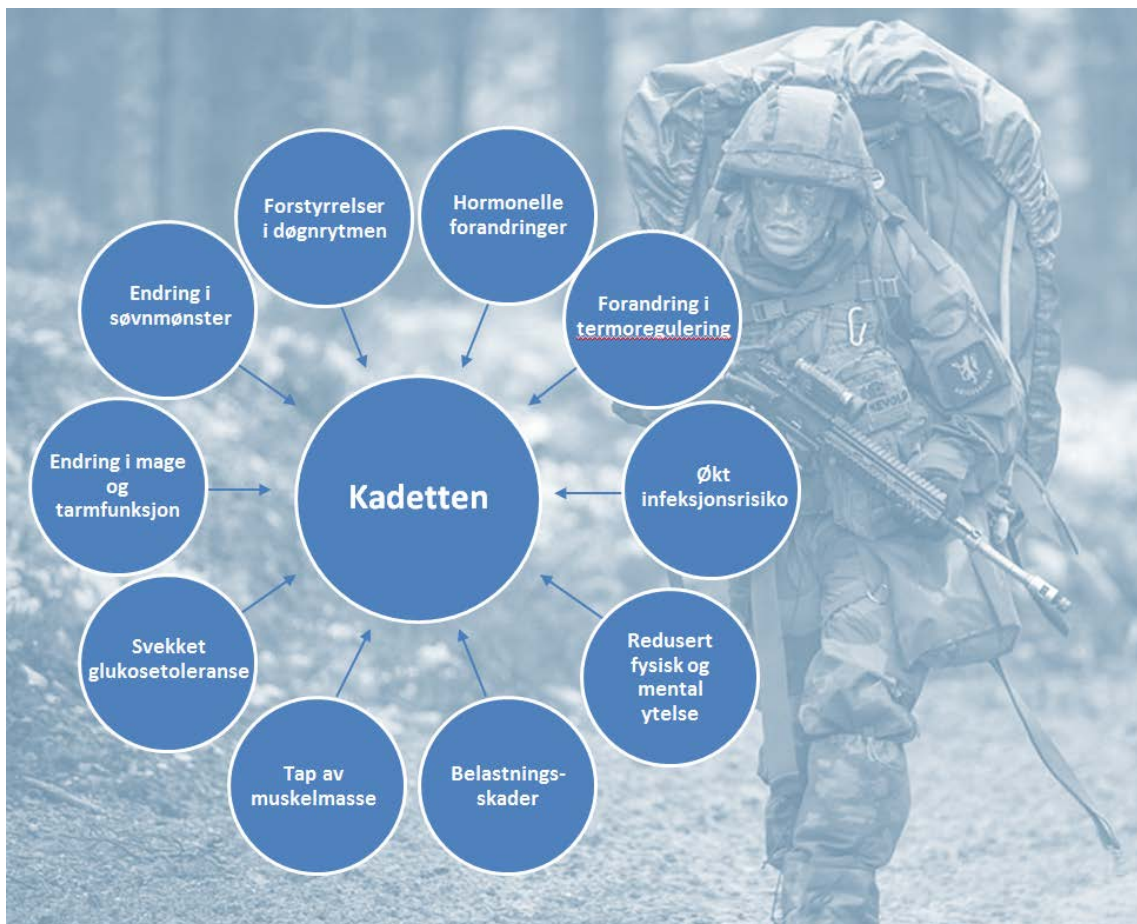 Forstyrrelser
i døgnrytmen
Hormonelle
forandringer
Forandring i
termoregulering
Økt
infeksjonsrisiko
Redusert
fysisk og
mental
ytelse
Belastnings-
skader
Tap av
muskelmasse
Svekket
glukosetoleranse
Endring i mage
og
tarmfunksjon
Endring i
søvnmønster
Kadetten